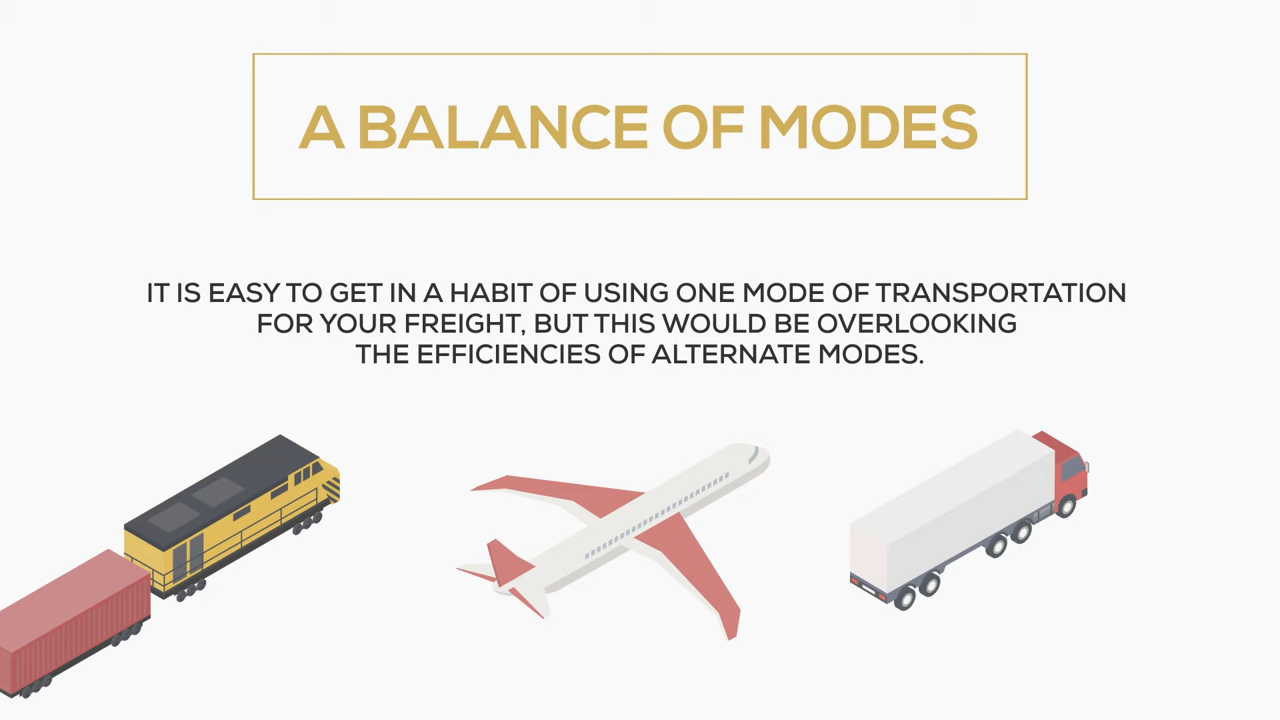 A BALANCE OF MODES
IT IS EASY TO GET IN A HABIT OF USING ONE MODE OF TRANSPORTATION
FOR YOUR FREIGHT, BUT THIS WOULD BE OVERLOOKING
THE EFFICIENCIES OF ALTERNATE MODES.